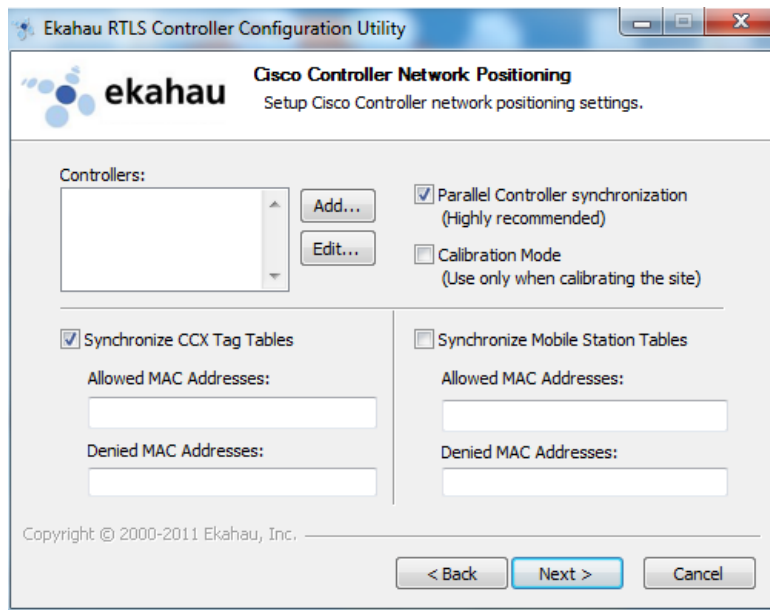 Ekahau RTLS Controller Configuration Utility
ekahau
Cisco Controller Network Positioning
Setup Cisco Controller network positioning settings.
Controllers:
Add...
Edit...
Parallel Controller synchronization
(Highly recommended)
Calibration Mode
(Use only when calibrating the site)
Synchronize CCX Tag Tables
Allowed MAC Addresses:
Denied MAC Addresses:
Synchronize Mobile Station Tables
Allowed MAC Addresses:
Denied MAC Addresses:
Copyright © 2000-2011 Ekahau, Inc.
< Back
Next >
Cancel